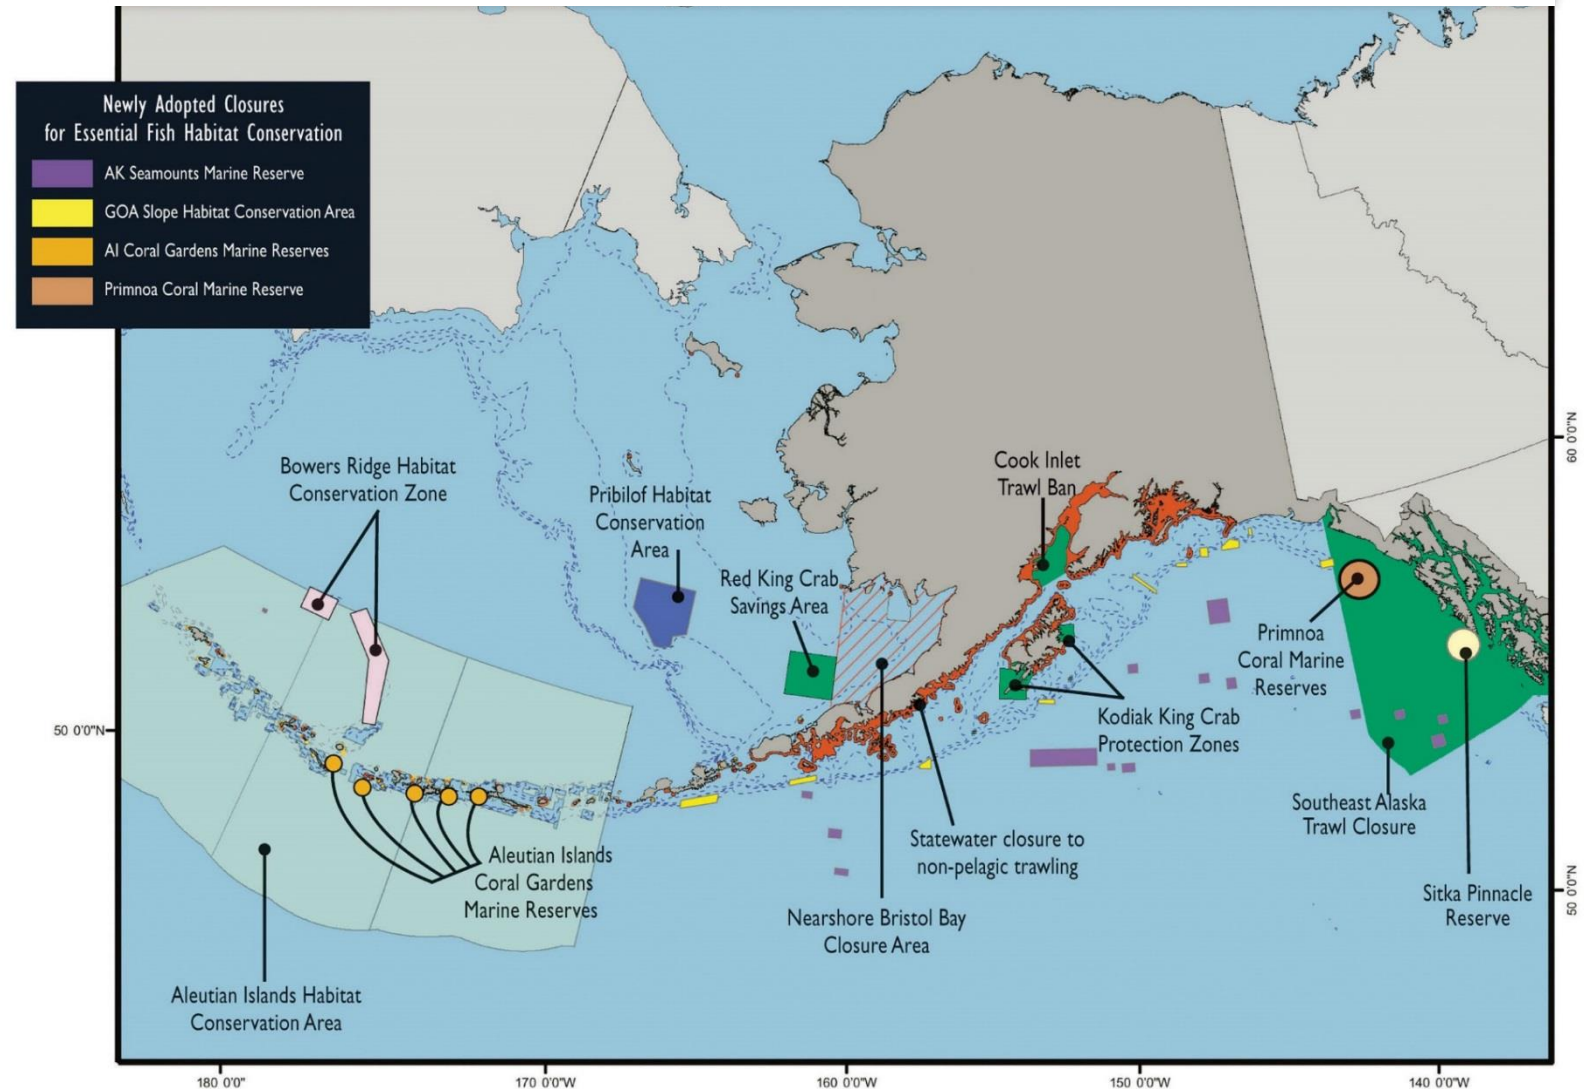 Newly Adopted Closures
for Essential Fish Habitat Conservation
AK Seamounts Marine Reserve
GOA Slope Habitat Conservation Area
AI Coral Gardens Marine Reserves
Primnoa Coral Marine Reserve
Bowers Ridge Habitat
Conservation Zone
Pribilof Habitat
Conservation
Area
Red King Crab
Savings Area
Cook Inlet
Trawl Ban
Primnoa
Coral Marine
Reserves
Kodiak King Crab
Protection Zones
Southeast Alaska
Trawl Closure
Statewater closure to
non-pelagic trawling
Sitka Pinnacle
Reserve
Nearshore Bristol Bay
Closure Area
Aleutian Islands
Coral Gardens
Marine Reserves
Aleutian Islands Habitat
Conservation Area
50 0'0"N
60 0'0"N
50 0'0"N
180 0'0"
170 0'0"W
160 0'0"W
150 0'0"W
140 0'0"W